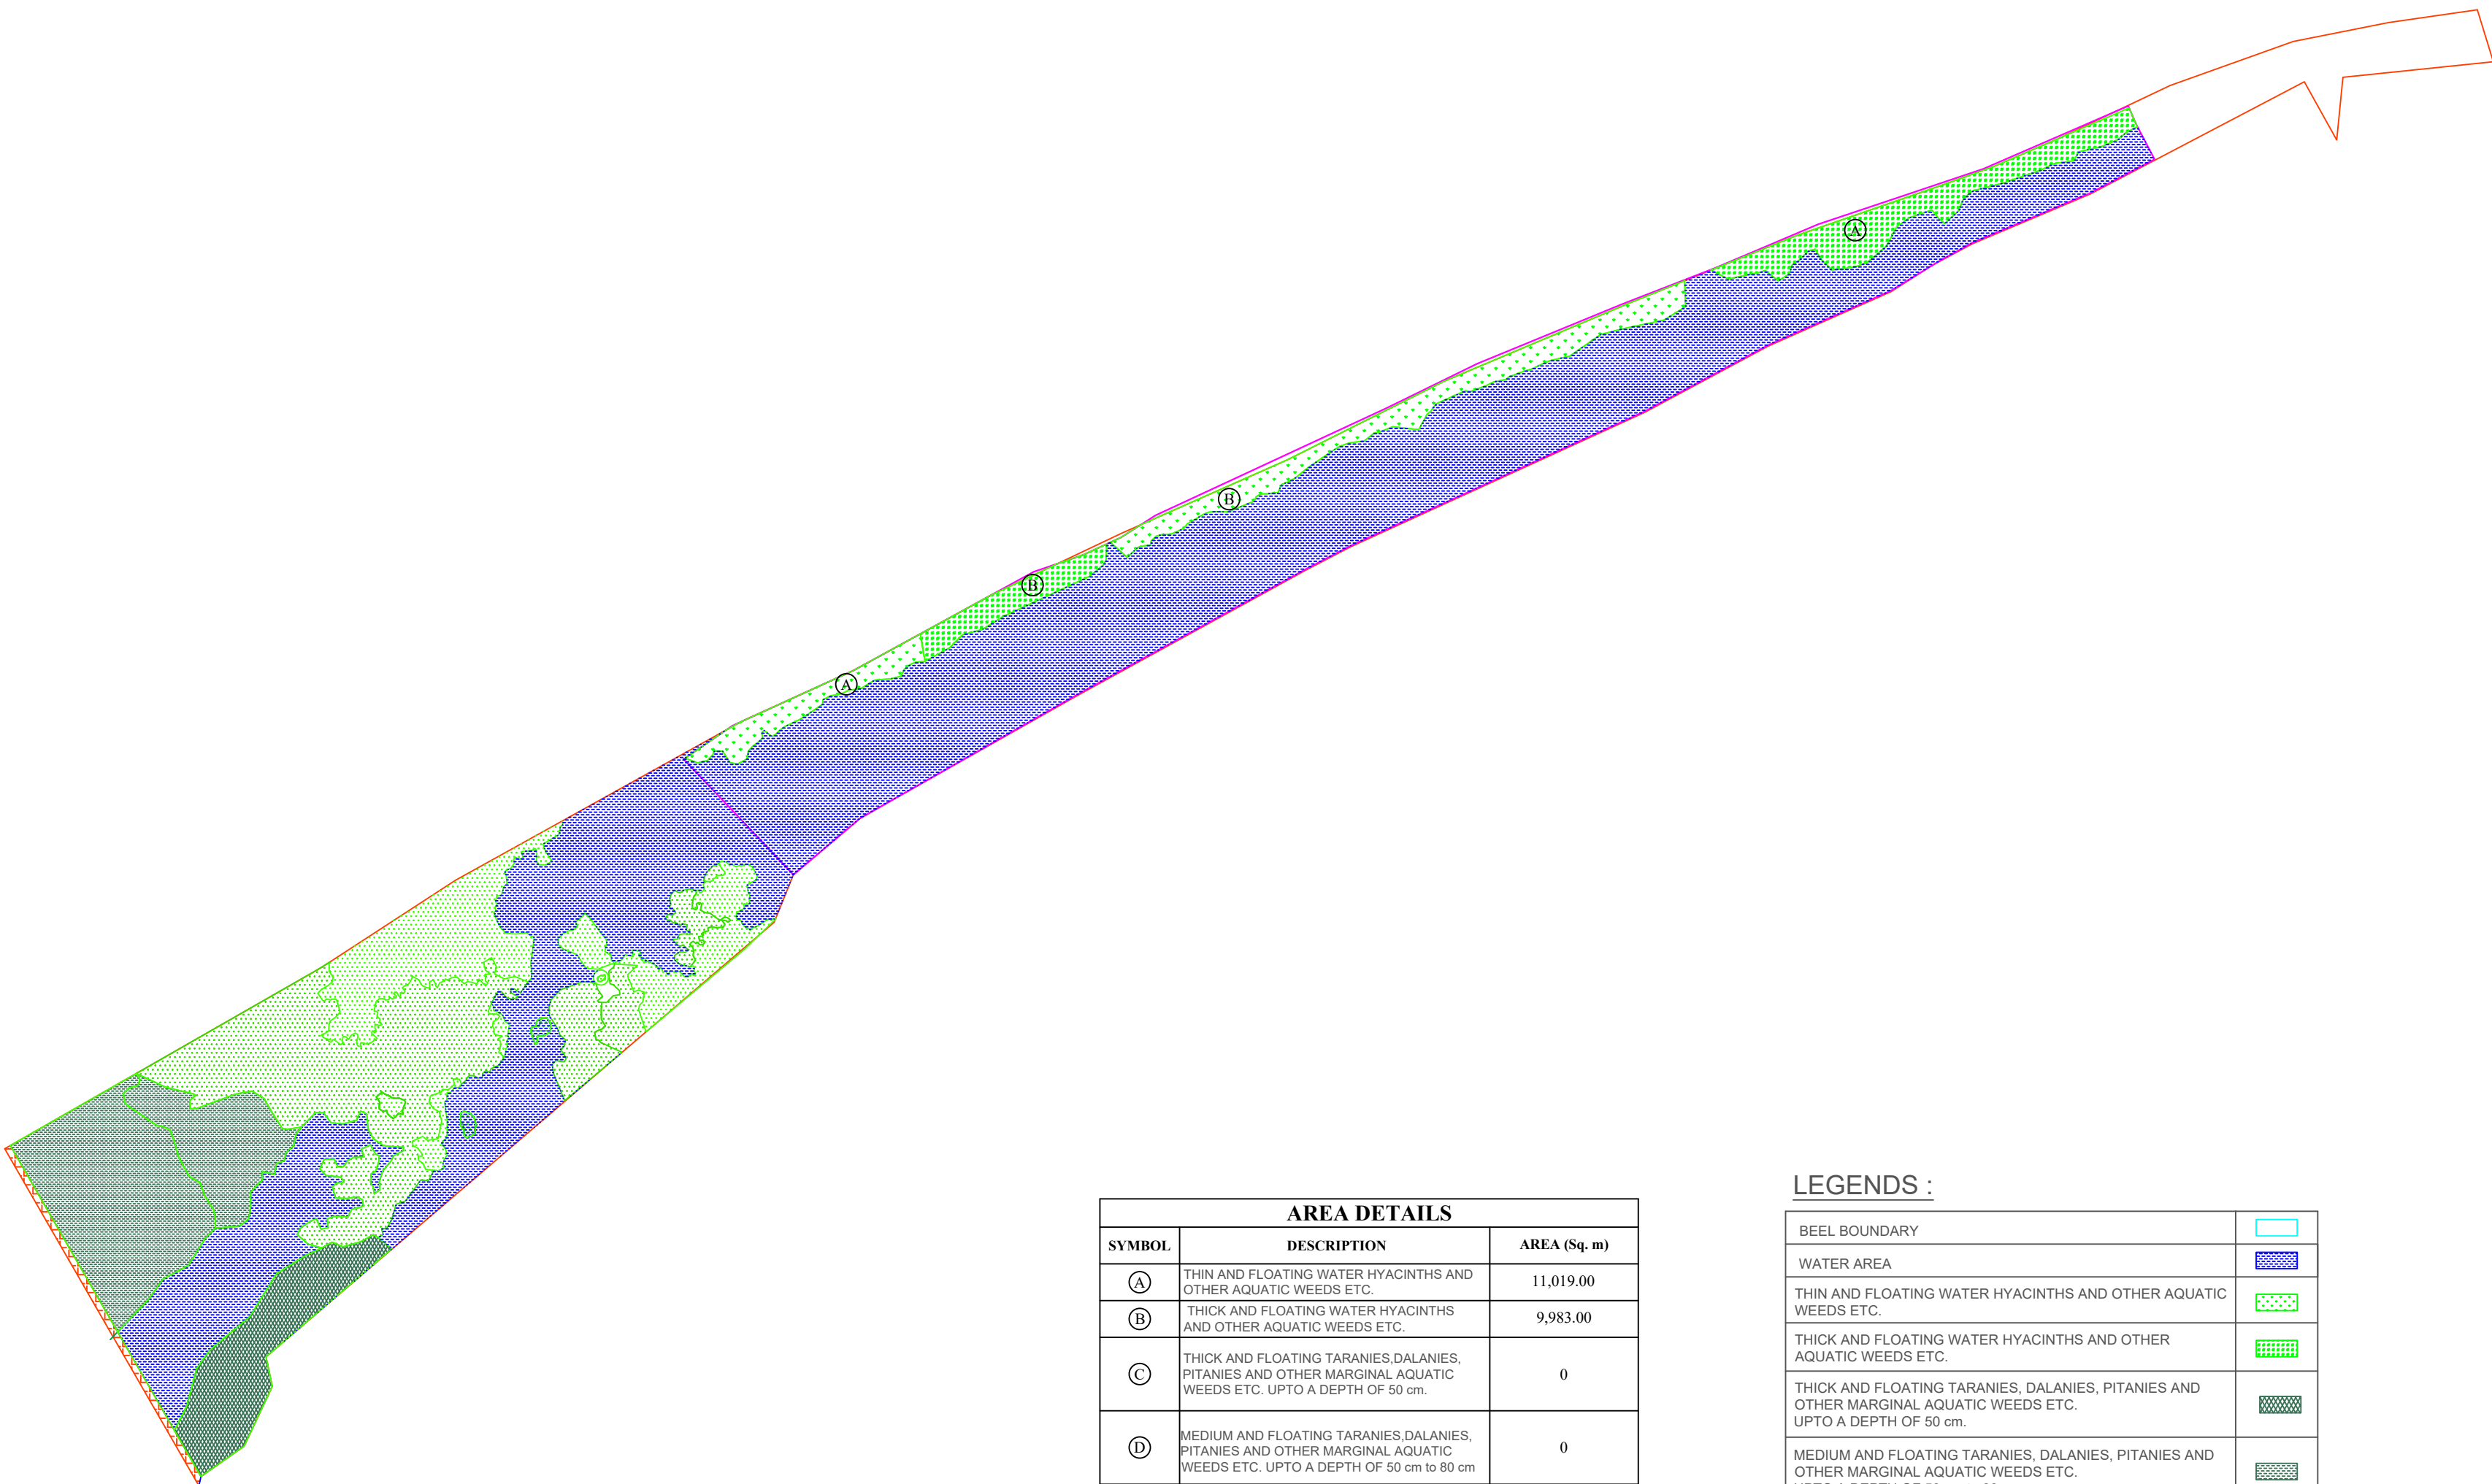 A
B
B
A
AREA DETAILS
SYMBOL DESCRIPTION AREA (Sq. m)
A THIN AND FLOATING WATER HYACINTHS AND
OTHER AQUATIC WEEDS ETC. 11,019.00
B THICK AND FLOATING WATER HYACINTHS
AND OTHER AQUATIC WEEDS ETC. 9,983.00
C THICK AND FLOATING TARANIES,DALANIES,
PITANIES AND OTHER MARGINAL AQUATIC
WEEDS ETC. UPTO A DEPTH OF 50 cm. 0
D MEDIUM AND FLOATING TARANIES,DALANIES,
PITANIES AND OTHER MARGINAL AQUATIC
WEEDS ETC. UPTO A DEPTH OF 50 cm to 80 cm 0
LEGENDS :
BEEL BOUNDARY
WATER AREA
THIN AND FLOATING WATER HYACINTHS AND OTHER AQUATIC
WEEDS ETC.
THICK AND FLOATING WATER HYACINTHS AND OTHER
AQUATIC WEEDS ETC.
THICK AND FLOATING TARANIES, DALANIES, PITANIES AND
OTHER MARGINAL AQUATIC WEEDS ETC.
UPTO A DEPTH OF 50 cm.
MEDIUM AND FLOATING TARANIES, DALANIES, PITANIES AND
OTHER MARGINAL AQUATIC WEEDS ETC.